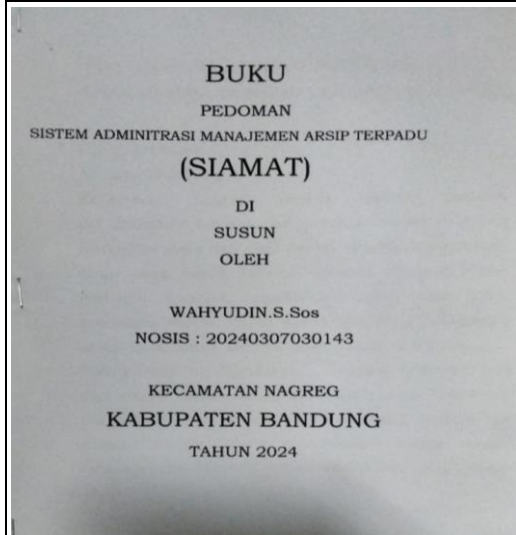 BUKU
PEDOMAN
SISTEM ADMINITRASI MANAJEMEN ARSIP TERPADU
(SIAMAT)
DI
SUSUN
OLEH
WAHYUDIN.S.Sos
NOSIS : 20240307030143
KECAMATAN NAGREG
KABUPATEN BANDUNG
TAHUN 2024